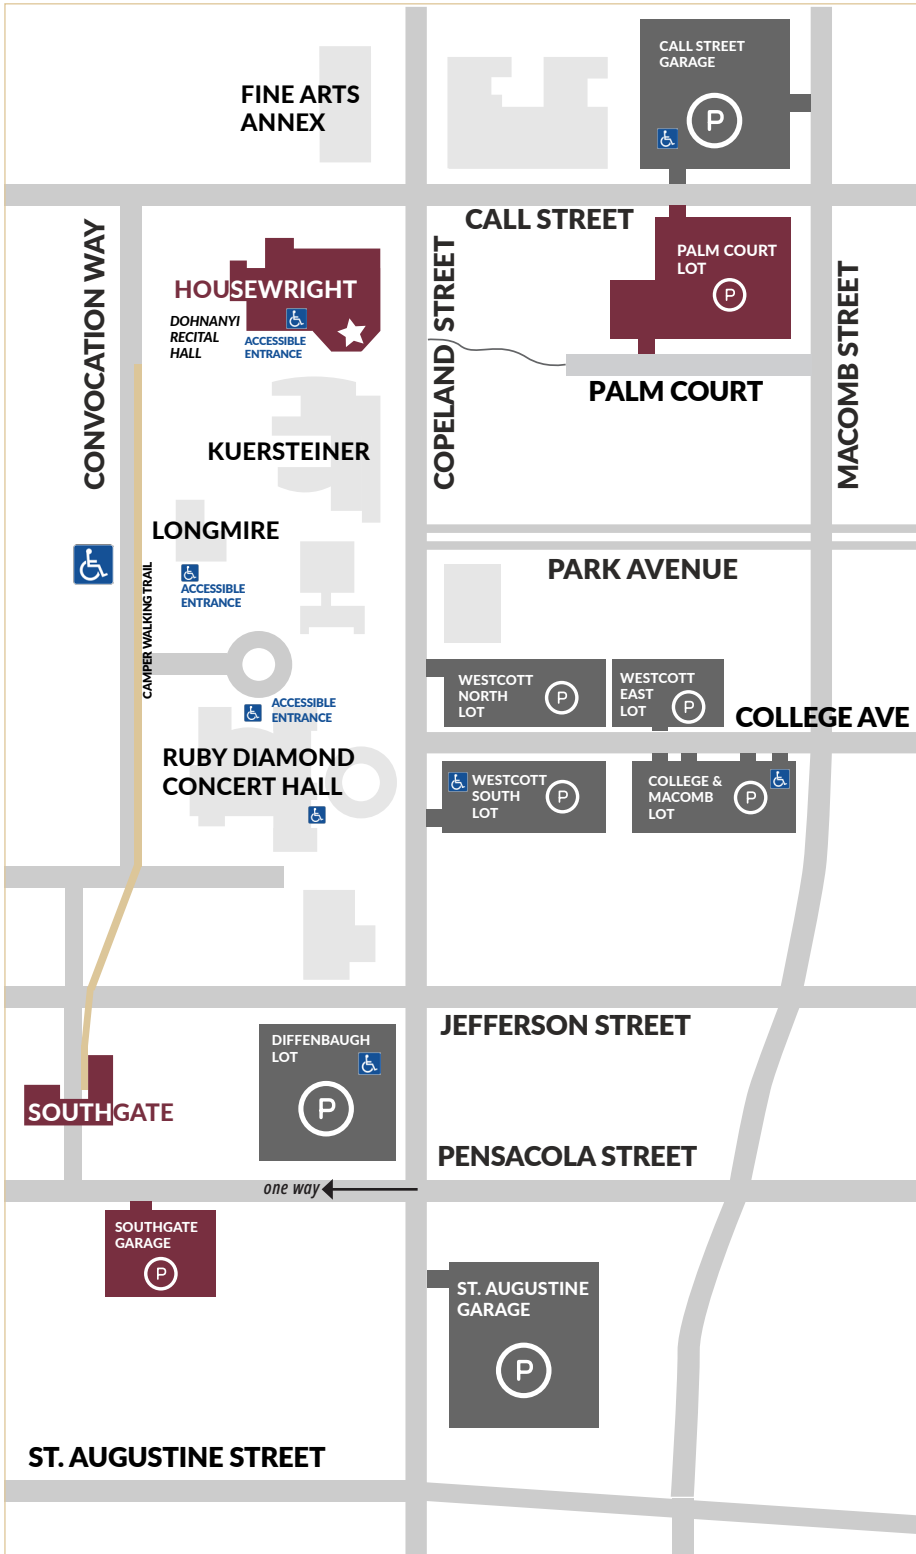 CALL STREET
GARAGE
P
FINE ARTS
ANNEX
CALL STREET
PALM COURT
LOT
P
CONVOCATION WAY
COPELAND STREET
MACOMB STREET
HOUSEWRIGHT
DOHNANYI
RECITAL
HALL
ACCESSIBLE
ENTRANCE
PALM COURT
KUERSTEINER
LONGMIRE
ACCESSIBLE
ENTRANCE
PARK AVENUE
CAMPER WALKING TRAIL
WESTCOTT
NORTH
LOT
P
WESTCOTT
EAST
LOT
P
ACCESSIBLE
ENTRANCE
COLLEGE AVE
RUBY DIAMOND
CONCERT HALL
WESTCOTT
SOUTH
LOT
P
COLLEGE &
MACOMB
LOT
P
JEFFERSON STREET
DIFFENBAUGH
LOT
P
SOUTHGATE
PENSACOLA STREET
one way
SOUTHGATE
GARAGE
P
ST. AUGUSTINE
GARAGE
P
ST. AUGUSTINE STREET